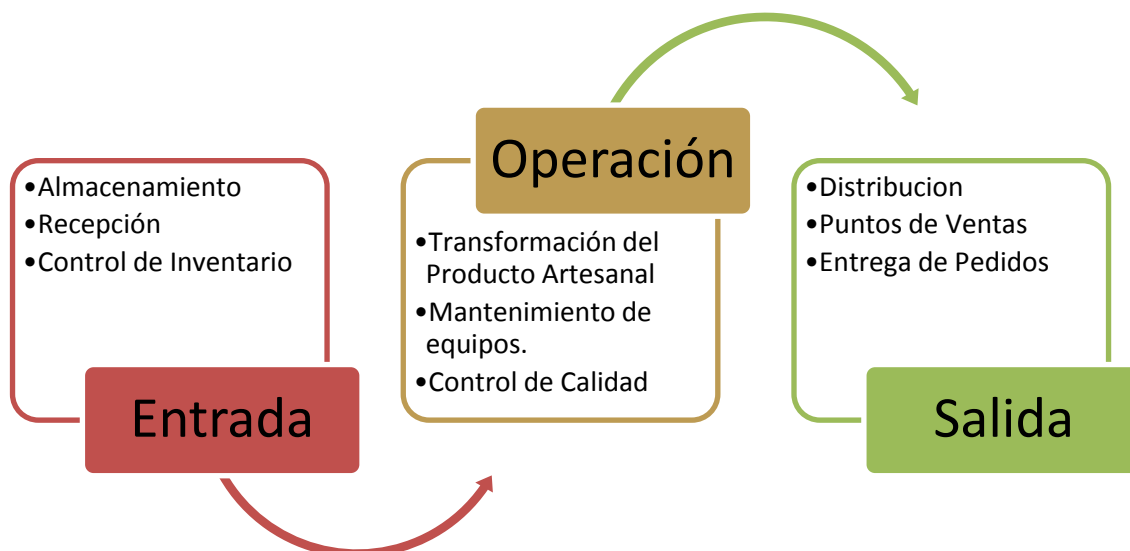 •Almacenamiento
•Recepción
•Control de Inventario
Entrada
Operación
•Transformación del
Producto Artesanal
•Mantenimiento de
equipos.
•Control de Calidad
•Distribucion
•Puntos de Ventas
•Entrega de Pedidos
Salida